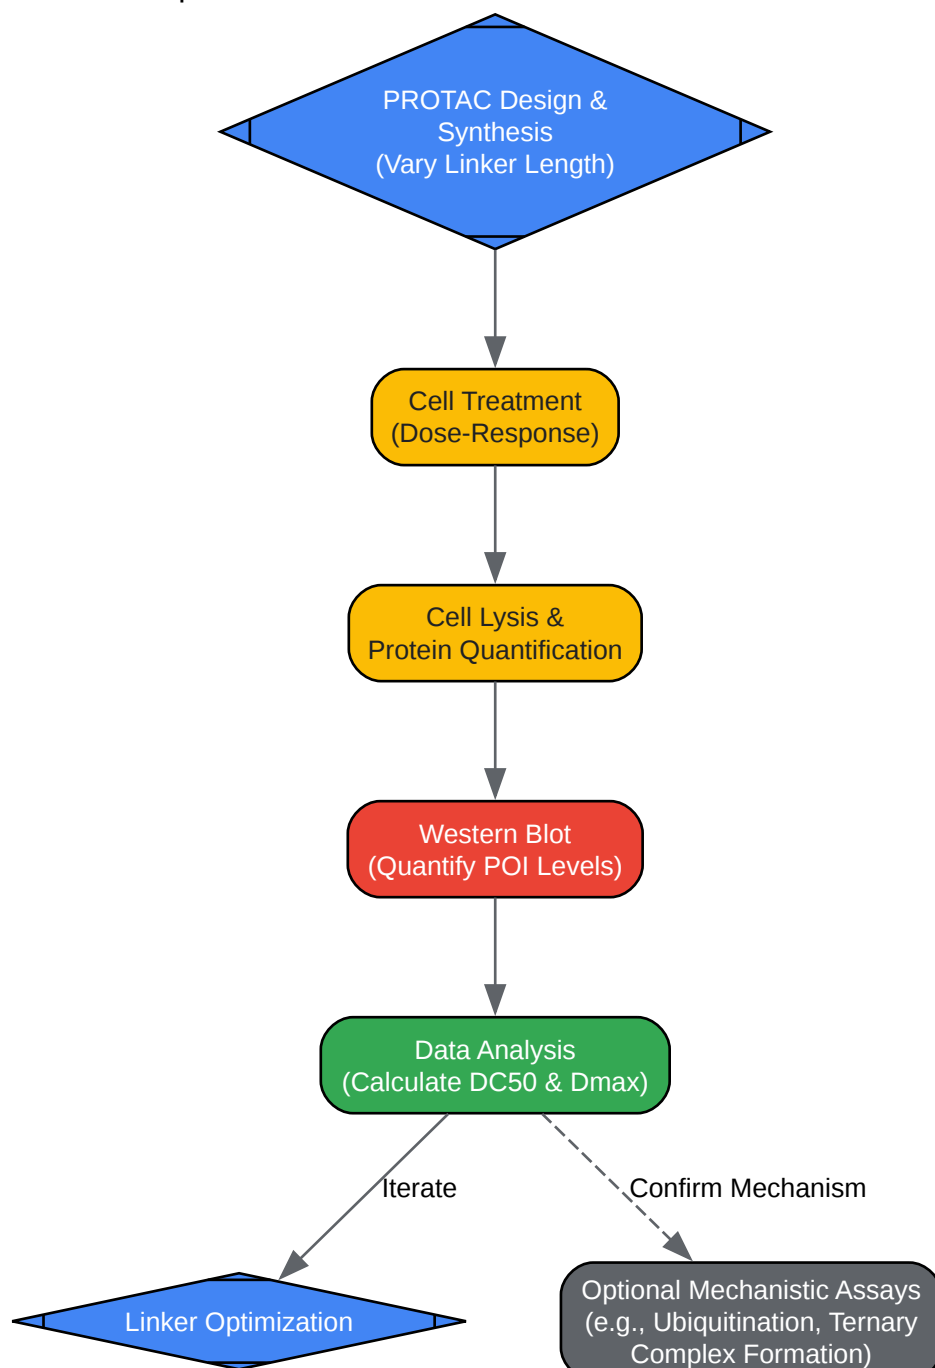 PROTAC Design &
Synthesis
(Vary Linker Length)
Cell Treatment
(Dose-Response)
Cell Lysis &
Protein Quantification
Western Blot
(Quantify POI Levels)
Data Analysis
(Calculate DC50 & Dmax)
Iterate
Confirm Mechanism
Linker Optimization
Optional Mechanistic Assays
(e.g., Ubiquitination, Ternary
Complex Formation)